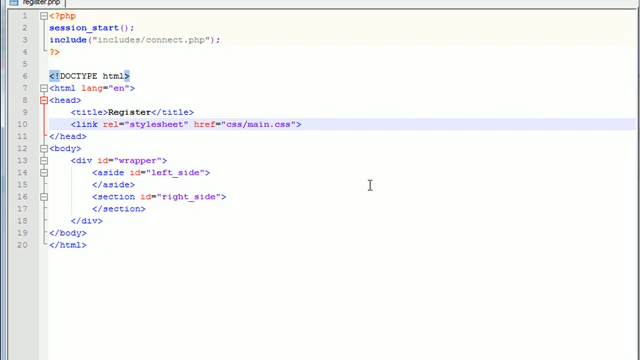 register.php
1 <?php
2 session_start();
3 include("includes/connect.php");
4 ?>
5
6 <!DOCTYPE html>
7 <html lang="en">
8 <head>
9 <title>Register</title>
10 <link rel="stylesheet" href="css/main.css">
11 </head>
12 <body>
13 <div id="wrapper">
14 <aside id="left_side">
15 </aside>
16 <section id="right_side">
17 </section>
18 </div>
19 </body>
20 </html>